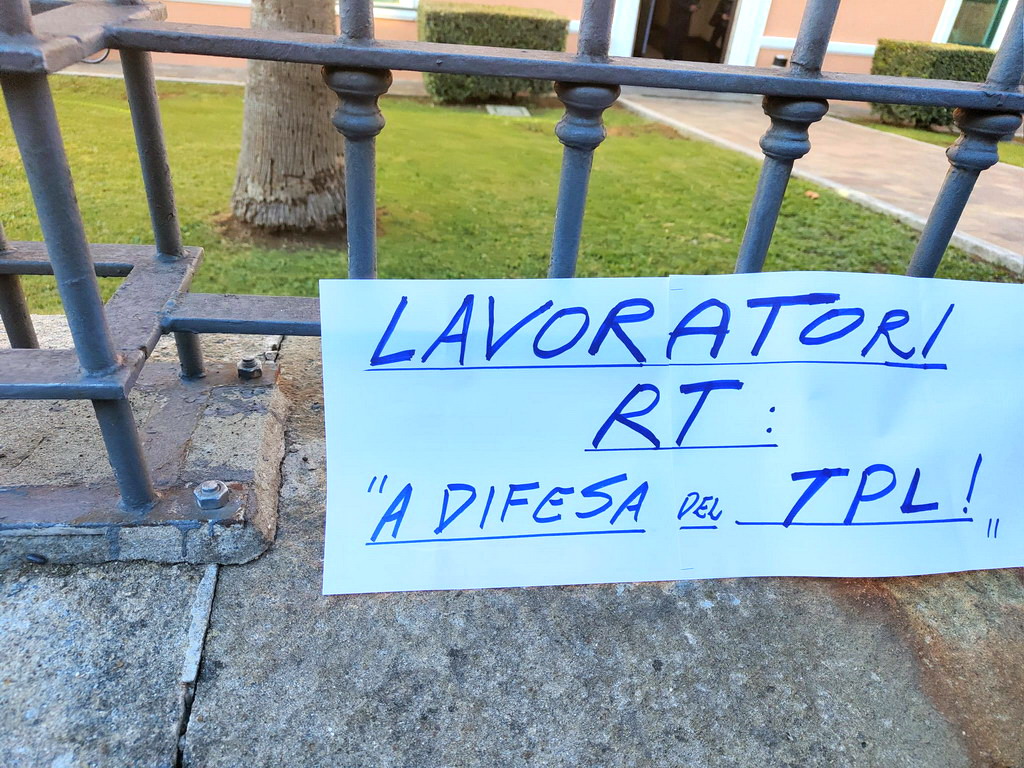 LAVORATORI
RT :
"A DIFESA DEL TPL!"